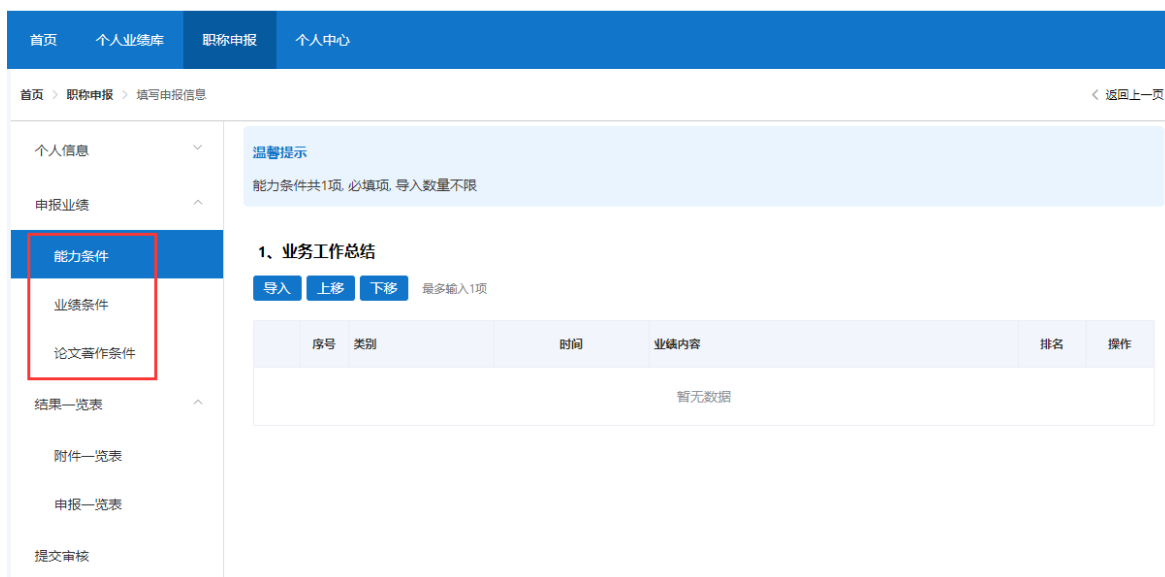 首页 个人业绩库 职称申报 个人中心
首页 > 职称申报 > 填写申报信息 < 返回上一页
个人信息
申报业绩
能力条件
业绩条件
论文著作条件
结果一览表
附件一览表
申报一览表
提交审核
温馨提示
能力条件共1项, 必填项, 导入数量不限
1、业务工作总结
导入 上移 下移 最多输入1项
序号 类别 时间 业绩内容 排名 操作
暂无数据